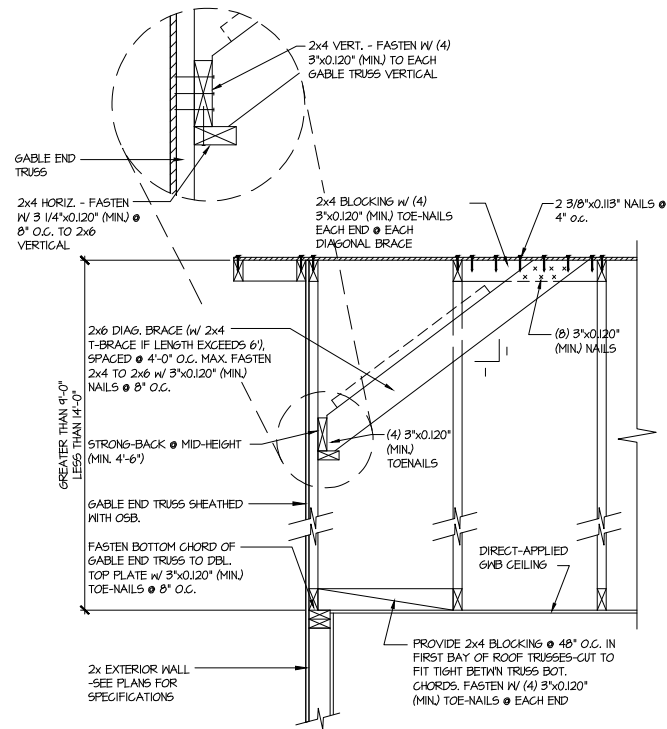 2x4 VERT. - FASTEN W/ (4)
3"x0.120" (MIN.) TO EACH
GABLE TRUSS VERTICAL
GABLE END
TRUSS
2x4 HORIZ. - FASTEN
W/ 3 1/4"x0.120" (MIN.) @
8" O.C. TO 2x6
VERTICAL
2x4 BLOCKING W/ (4)
3"x0.120" (MIN.) TOE-NAILS
EACH END @ EACH
DIAGONAL BRACE
2 3/8"x0.113" NAILS @
4" o.c.
2x6 DIAG. BRACE (W/ 2x4
T-BRACE IF LENGTH EXCEEDS 6'),
SPACED @ 4'-0" O.C. MAX. FASTEN
2x4 TO 2x6 W/ 3"x0.120" (MIN.)
NAILS @ 8" O.C.
(8) 3"x0.120"
(MIN.) NAILS
1
1
GREATER THAN 9'-0"
LESS THAN 14'-0"
STRONG-BACK @ MID-HEIGHT
(MIN. 4'-6")
(4) 3"x0.120"
(MIN.)
TOENAILS
GABLE END TRUSS SHEATHED
WITH OSB.
FASTEN BOTTOM CHORD OF
GABLE END TRUSS TO DBL.
TOP PLATE W/ 3"x0.120" (MIN.)
TOE-NAILS @ 8" O.C.
DIRECT-APPLIED
GWB CEILING
2x EXTERIOR WALL
-SEE PLANS FOR
SPECIFICATIONS
PROVIDE 2x4 BLOCKING @ 48" O.C. IN
FIRST BAY OF ROOF TRUSSES-CUT TO
FIT TIGHT BETW'N TRUSS BOT.
CHORDS. FASTEN W/ (4) 3"x0.120"
(MIN.) TOE-NAILS @ EACH END